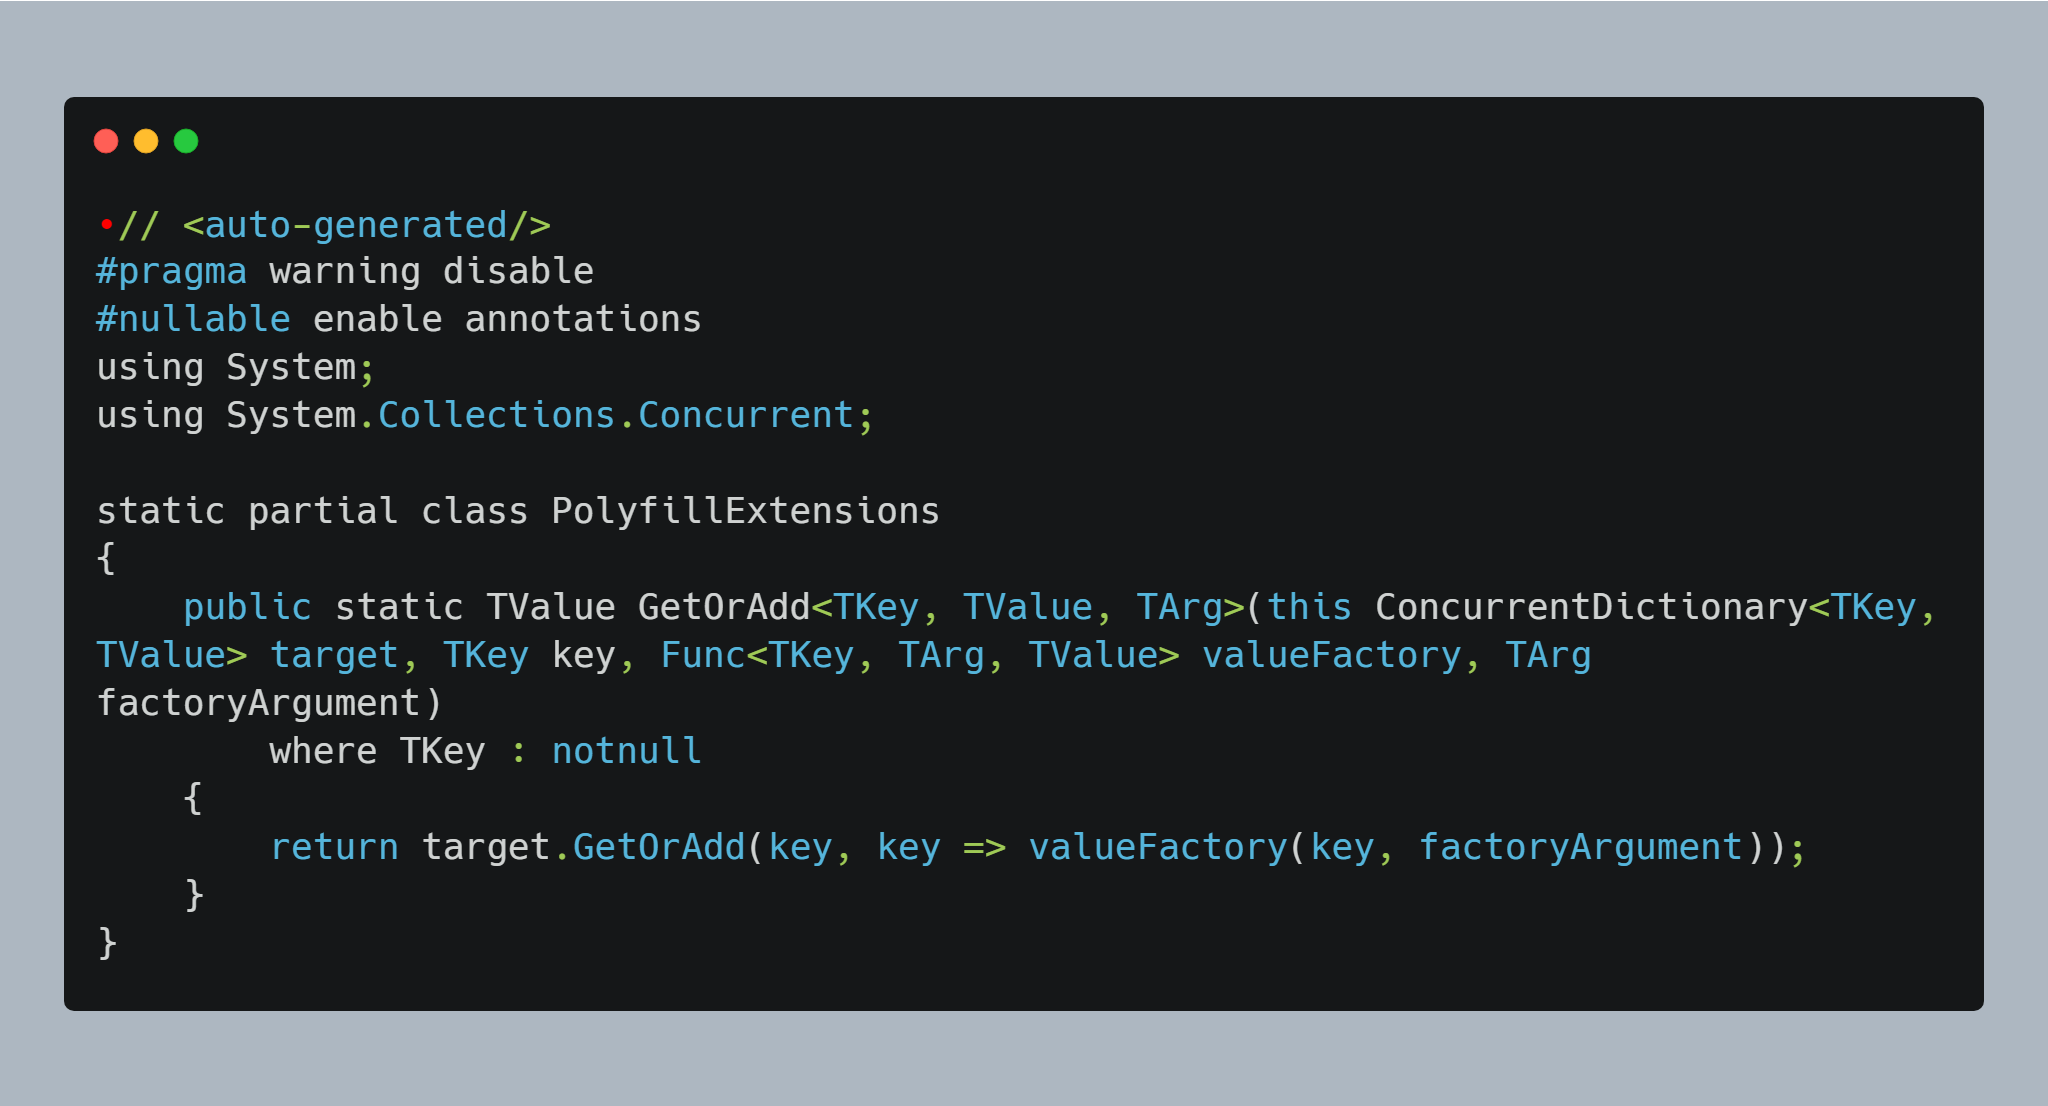 •// <auto-generated/>
#pragma warning disable
#nullable enable annotations
using System;
using System.Collections.Concurrent;

static partial class PolyfillExtensions
{
    public static TValue GetOrAdd<TKey, TValue, TArg>(this ConcurrentDictionary<TKey,
TValue> target, TKey key, Func<TKey, TArg, TValue> valueFactory, TArg
factoryArgument)
        where TKey : notnull
    {
        return target.GetOrAdd(key, key => valueFactory(key, factoryArgument));
    }
}